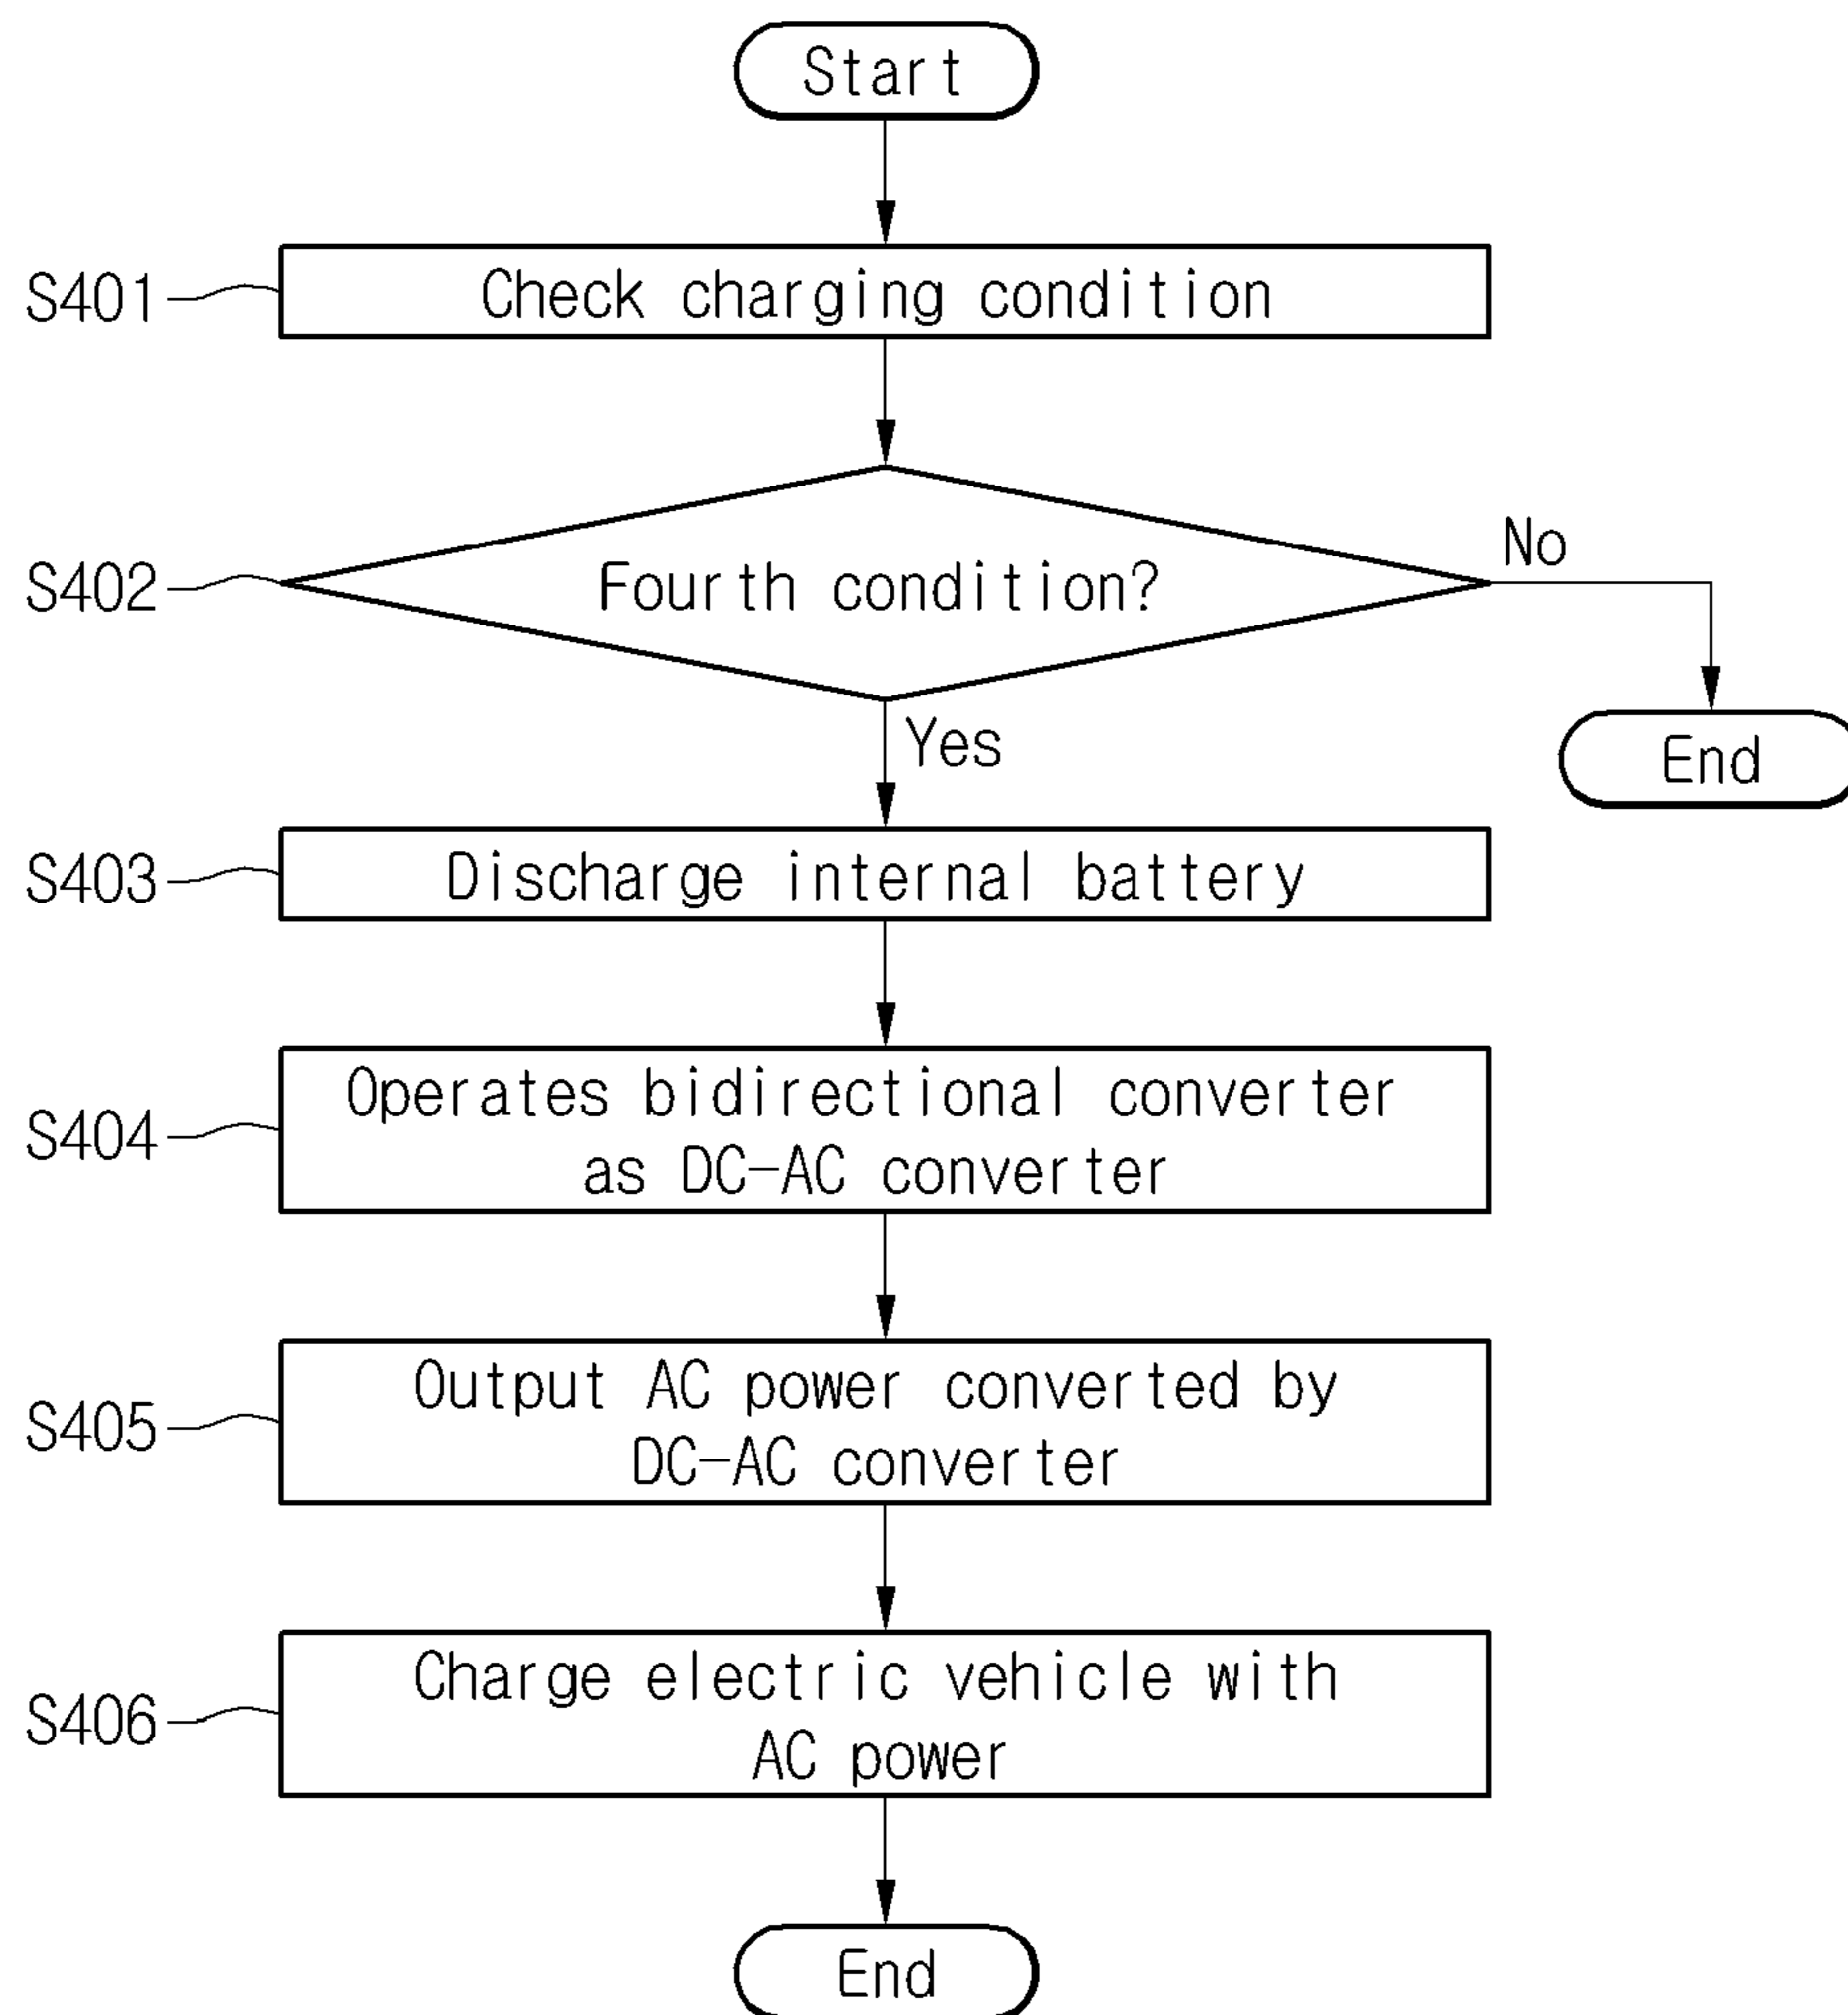 Start
S401
Check charging condition
S402
Fourth condition?
No
Yes
End
S403
Discharge internal battery
S404
Operates bidirectional converter
as DC-AC converter
S405
Output AC power converted by
DC-AC converter
S406
Charge electric vehicle with
AC power
End